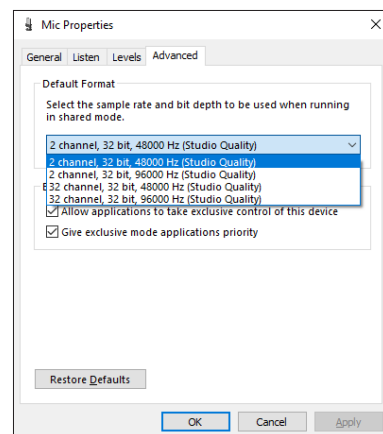 Mic Properties
General Listen Levels Advanced
Default Format
Select the sample rate and bit depth to be used when running
in shared mode.
2 channel, 32 bit, 48000 Hz (Studio Quality)
2 channel, 32 bit, 48000 Hz (Studio Quality)
2 channel, 32 bit, 96000 Hz (Studio Quality)
32 channel, 32 bit, 48000 Hz (Studio Quality)
32 channel, 32 bit, 96000 Hz (Studio Quality)
Allow applications to take exclusive control of this device
Give exclusive mode applications priority
Restore Defaults
OK Cancel Apply